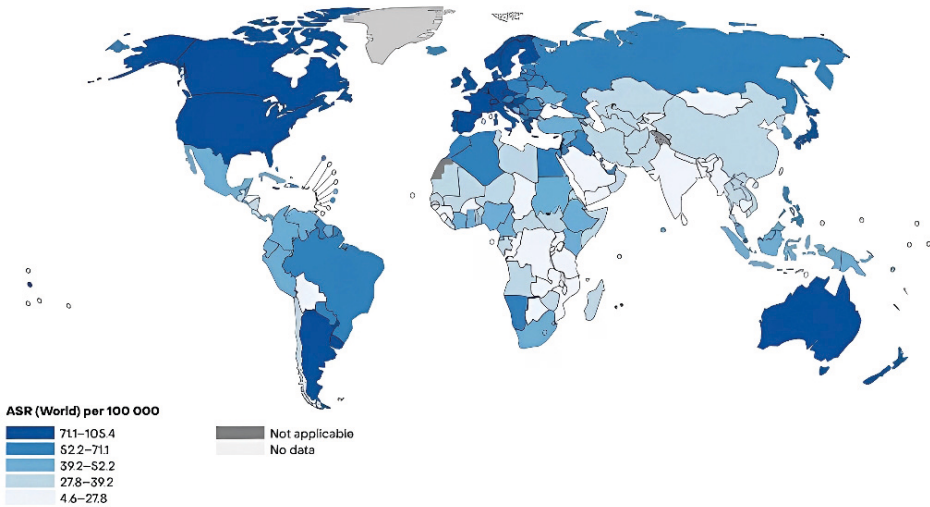 ASR (World) per 100 000
71.1–105.4
52.2–71.1
39.2–52.2
27.8–39.2
4.6–27.8
Not applicable
No data